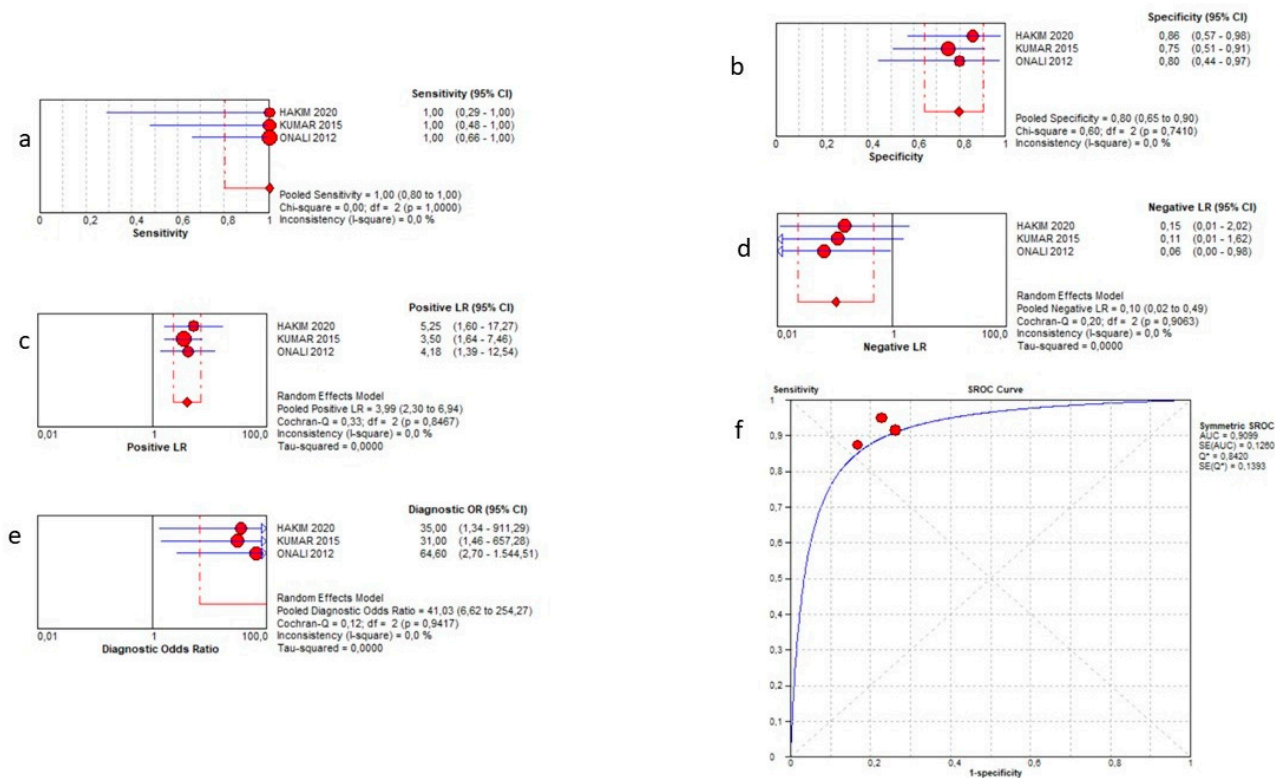 a
Sensitivity (95% CI)
HAKIM 2020 1,00 (0,29 - 1,00)
KUMAR 2015 1,00 (0,48 - 1,00)
ONALI 2012 1,00 (0,66 - 1,00)
Pooled Sensitivity = 1,00 (0,80 to 1,00)
Chi-square = 0,00; df = 2 (p = 1,0000)
Inconsistency (I-square) = 0,0 %
0 0,2 0,4 0,6 0,8 1
Sensitivity
b
Specificity (95% CI)
HAKIM 2020 0,86 (0,57 - 0,98)
KUMAR 2015 0,75 (0,51 - 0,91)
ONALI 2012 0,80 (0,44 - 0,97)
Pooled Specificity = 0,80 (0,65 to 0,90)
Chi-square = 0,60; df = 2 (p = 0,7410)
Inconsistency (I-square) = 0,0 %
0 0,2 0,4 0,6 0,8 1
Specificity
c
Positive LR (95% CI)
HAKIM 2020 5,25 (1,60 - 17,27)
KUMAR 2015 3,50 (1,64 - 7,46)
ONALI 2012 4,18 (1,39 - 12,54)
Random Effects Model
Pooled Positive LR = 3,99 (2,30 to 6,94)
Cochran-Q = 0,33; df = 2 (p = 0,8467)
Inconsistency (I-square) = 0,0 %
Tau-squared = 0,0000
0,01 1 100,0
Positive LR
d
Negative LR (95% CI)
HAKIM 2020 0,15 (0,01 - 2,02)
KUMAR 2015 0,11 (0,01 - 1,62)
ONALI 2012 0,06 (0,00 - 0,98)
Random Effects Model
Pooled Negative LR = 0,10 (0,02 to 0,49)
Cochran-Q = 0,20; df = 2 (p = 0,9063)
Inconsistency (I-square) = 0,0 %
Tau-squared = 0,0000
0,01 1 100,0
Negative LR
e
Diagnostic OR (95% CI)
HAKIM 2020 35,00 (1,34 - 911,29)
KUMAR 2015 31,00 (1,46 - 657,28)
ONALI 2012 64,60 (2,70 - 1.544,51)
Random Effects Model
Pooled Diagnostic Odds Ratio = 41,03 (6,62 to 254,27)
Cochran-Q = 0,12; df = 2 (p = 0,9417)
Inconsistency (I-square) = 0,0 %
Tau-squared = 0,0000
0,01 1 100,0
Diagnostic Odds Ratio
f
Sensitivity SROC Curve
1
0,9
0,8
0,7
0,6
0,5
0,4
0,3
0,2
0,1
0
0 0,2 0,4 0,6 0,8 1
1-specificity
Symmetric SROC
AUC = 0,9099
SE(AUC) = 0,1260
Q* = 0,8420
SE(Q*) = 0,1393